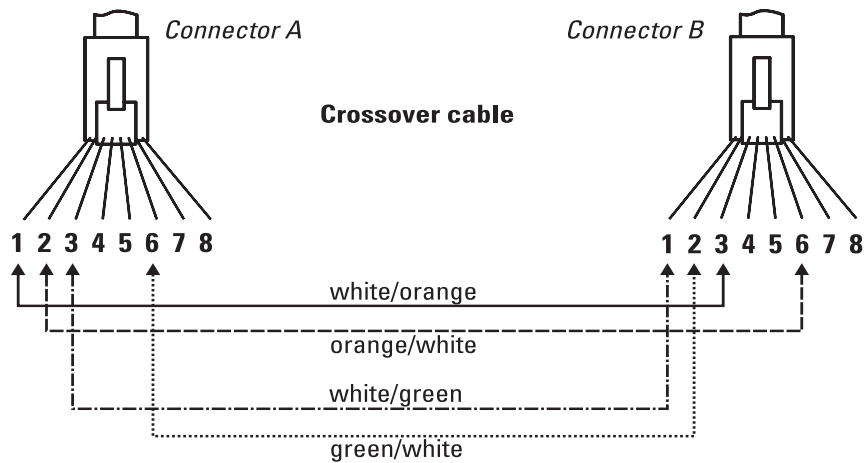 Connector A
Connector B
Crossover cable
1 2 3 4 5 6 7 8
1 2 3 4 5 6 7 8
white/orange
orange/white
white/green
green/white